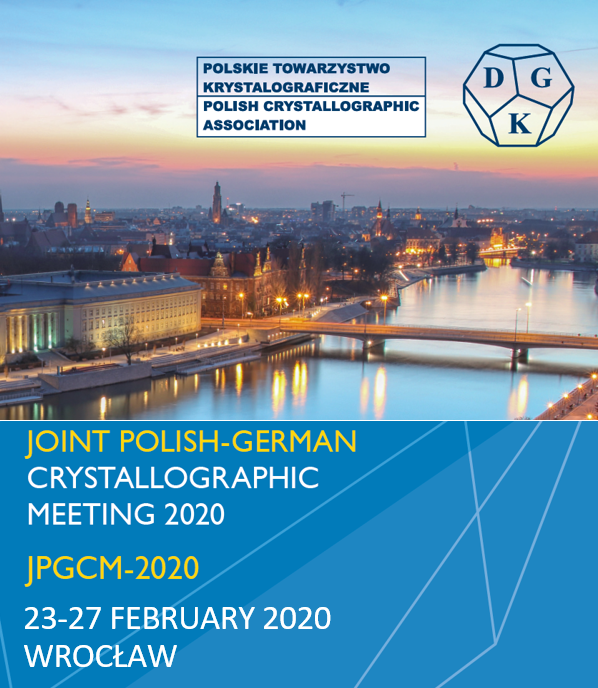 POLSKIE TOWARZYSTWO
KRYSTALOGRAFICZNE
POLISH CRYSTALLOGRAPHIC
ASSOCIATION
D G
K
JOINT POLISH-GERMAN
CRYSTALLOGRAPHIC
MEETING 2020
JPGCM-2020
23-27 FEBRUARY 2020
WROCŁAW